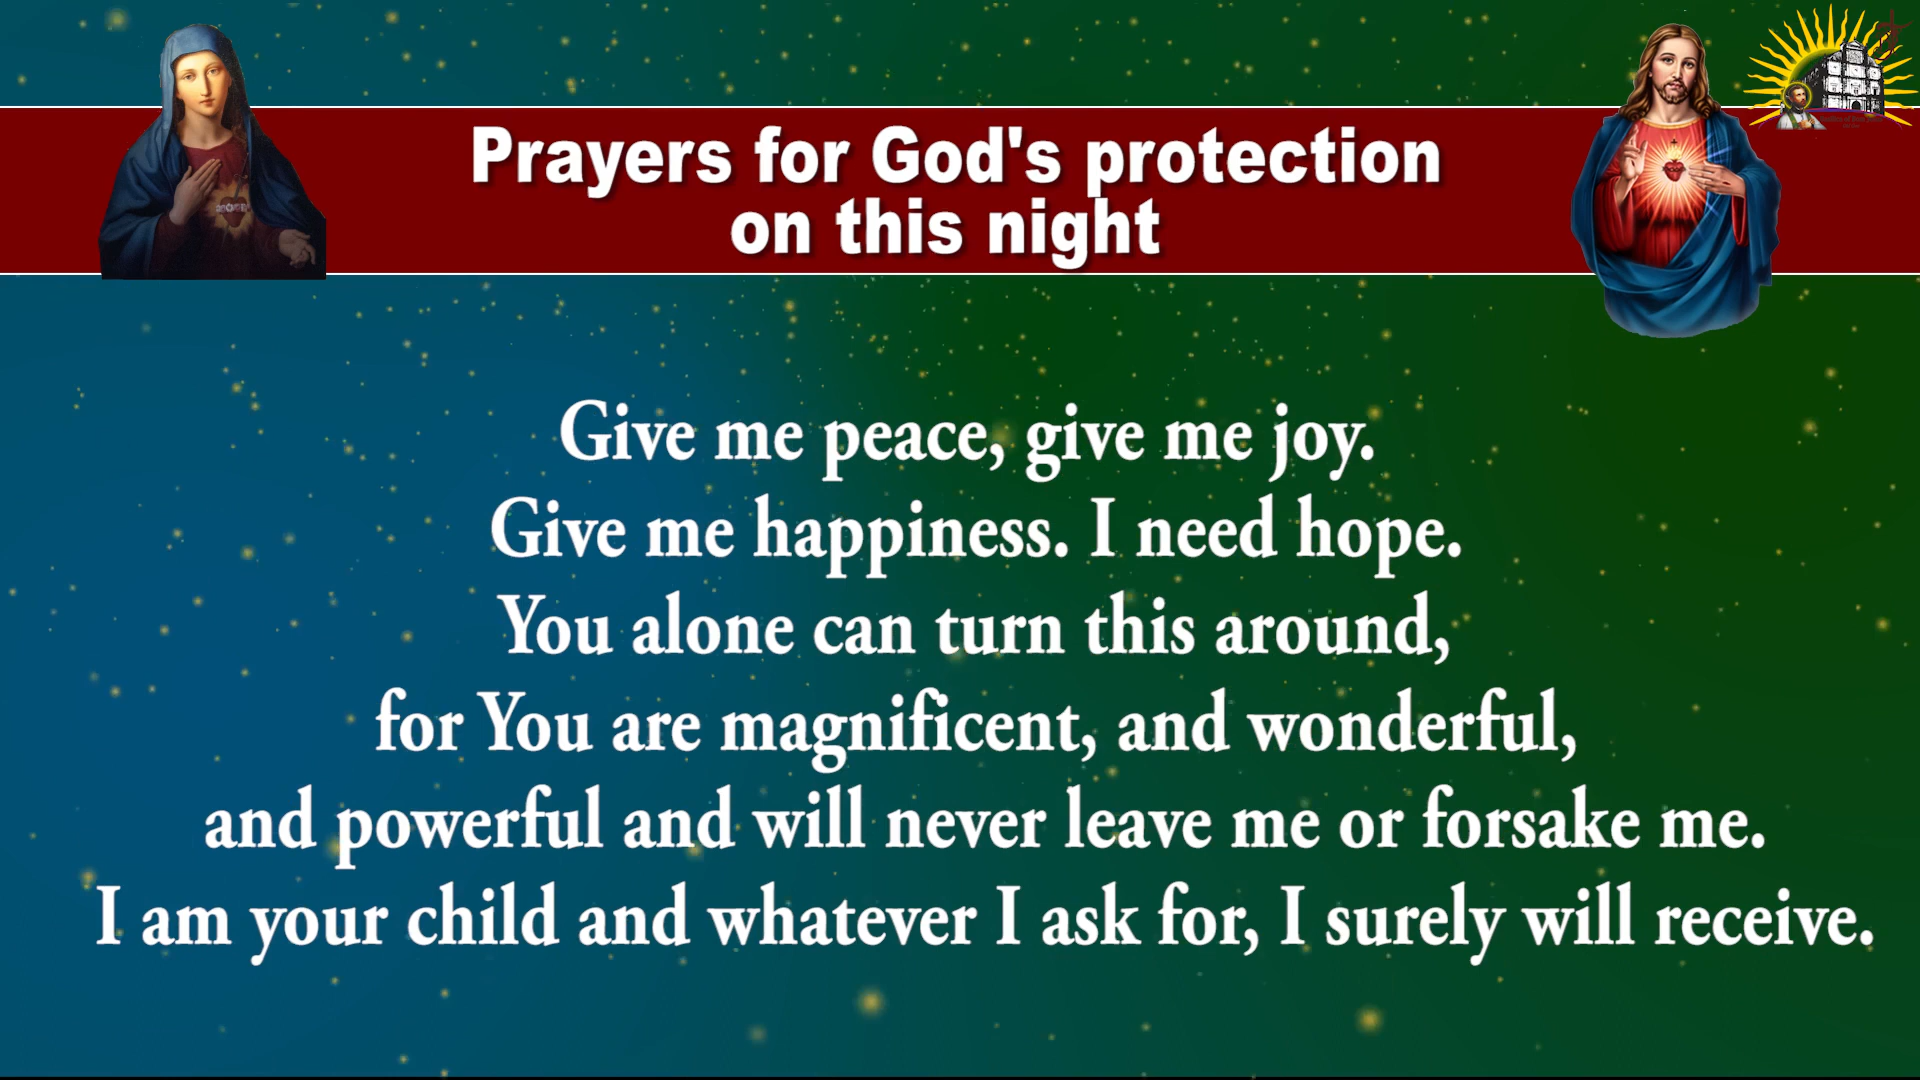 Prayers for God's protection
on this night
Give me peace, give me joy.
Give me happiness. I need hope.
You alone can turn this around,
for You are magnificent, and wonderful,
and powerful and will never leave me or forsake me.
I am your child and whatever I ask for, I surely will receive.